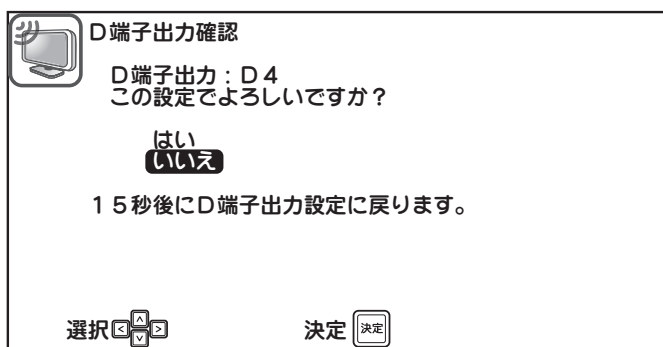 D端子出力確認
D端子出力：D4
この設定でよろしいですか？
はい
いいえ
15秒後にD端子出力設定に戻ります。
選択 決定 決定